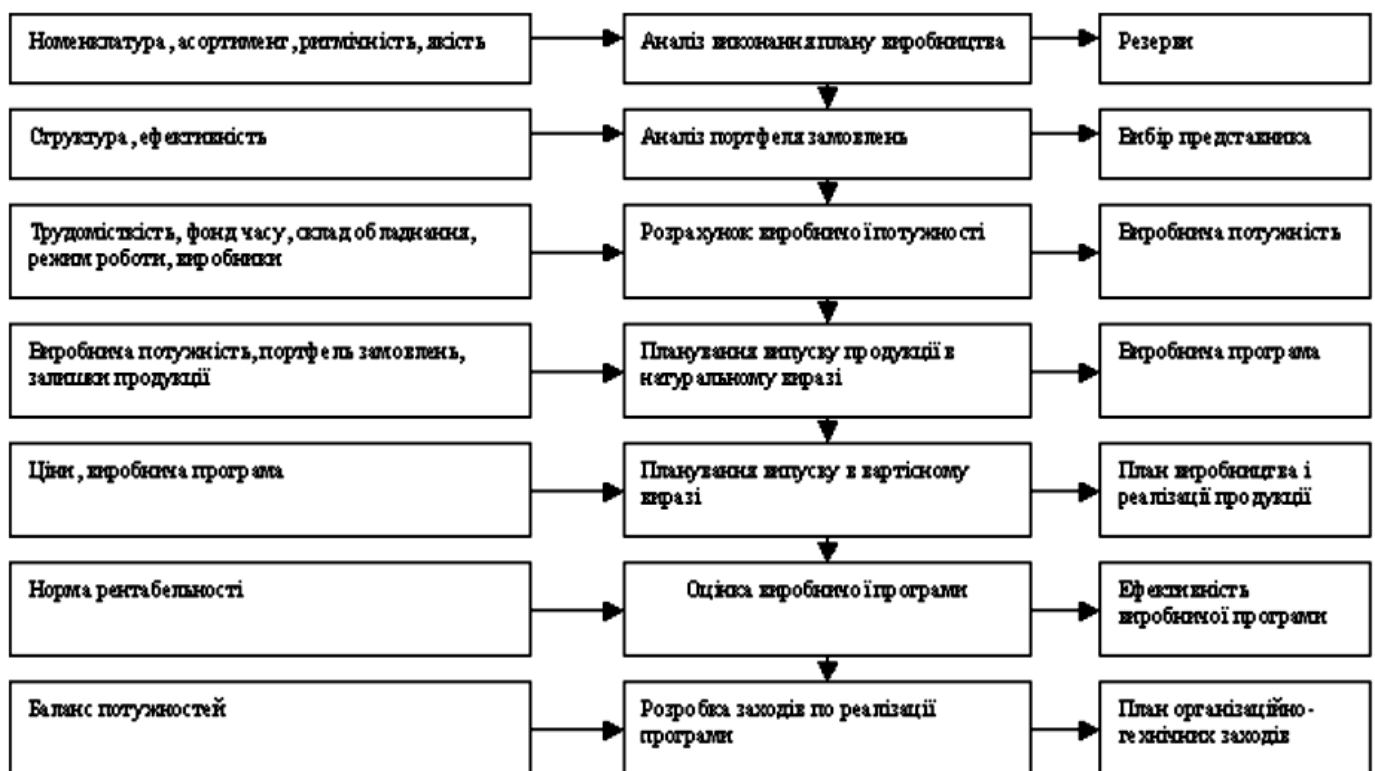 Номенклатура, асортимент, ритмічність, якість
Аналіз виконання плану виробництва
Резерви
Структура, ефективність
Аналіз портфеля замовлень
Вибір представника
Трудомісткість, фонд часу, склад обладнання,
режим роботи, виробники
Розрахунок виробничої потужності
Виробнича потужність
Виробнича потужність, портфель замовлень,
залишки продукції
Планування випуску продукції в
натуральному виразі
Виробнича програма
Ціни, виробнича програма
Планування випуску в вартісному
виразі
План виробництва і
реалізації продукції
Норма рентабельності
Оцінка виробничої програми
Ефективність
виробничої програми
Баланс потужностей
Розробка заходів по реалізації
програми
План організаційно-
технічних заходів